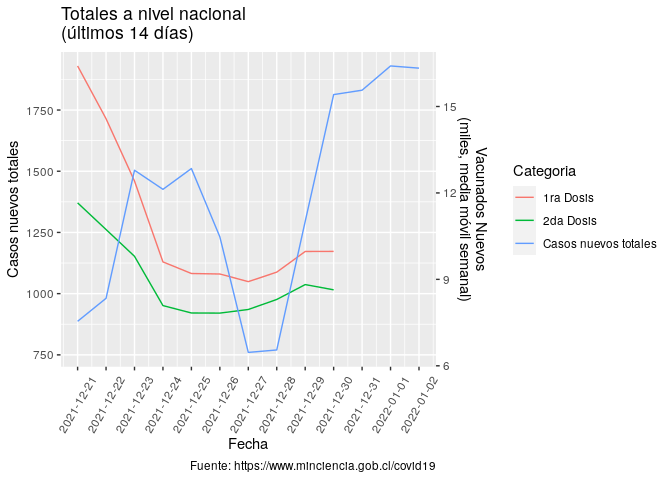 Totales a nivel nacional
(últimos 14 días)
Casos nuevos totales
1750
1500
1250
1000
750
15
12
9
6
Vacunados Nuevos
(miles, media móvil semanal)
2021-12-21
2021-12-22
2021-12-23
2021-12-24
2021-12-25
2021-12-26
2021-12-27
2021-12-28
2021-12-29
2021-12-30
2021-12-31
2022-01-01
2022-01-02
Fecha
Categoria
1ra Dosis
2da Dosis
Casos nuevos totales
Fuente: https://www.minciencia.gob.cl/covid19